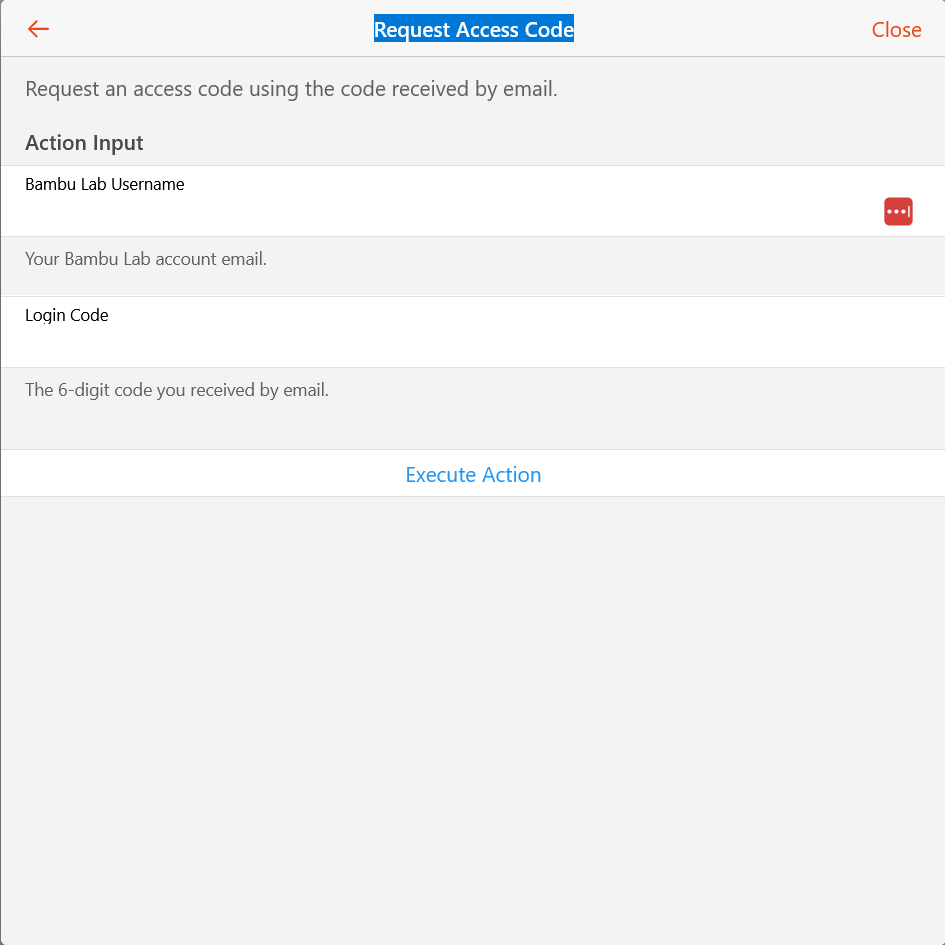 Request Access Code
Close
Request an access code using the code received by email.
Action Input
Bambu Lab Username
Your Bambu Lab account email.
Login Code
The 6-digit code you received by email.
Execute Action